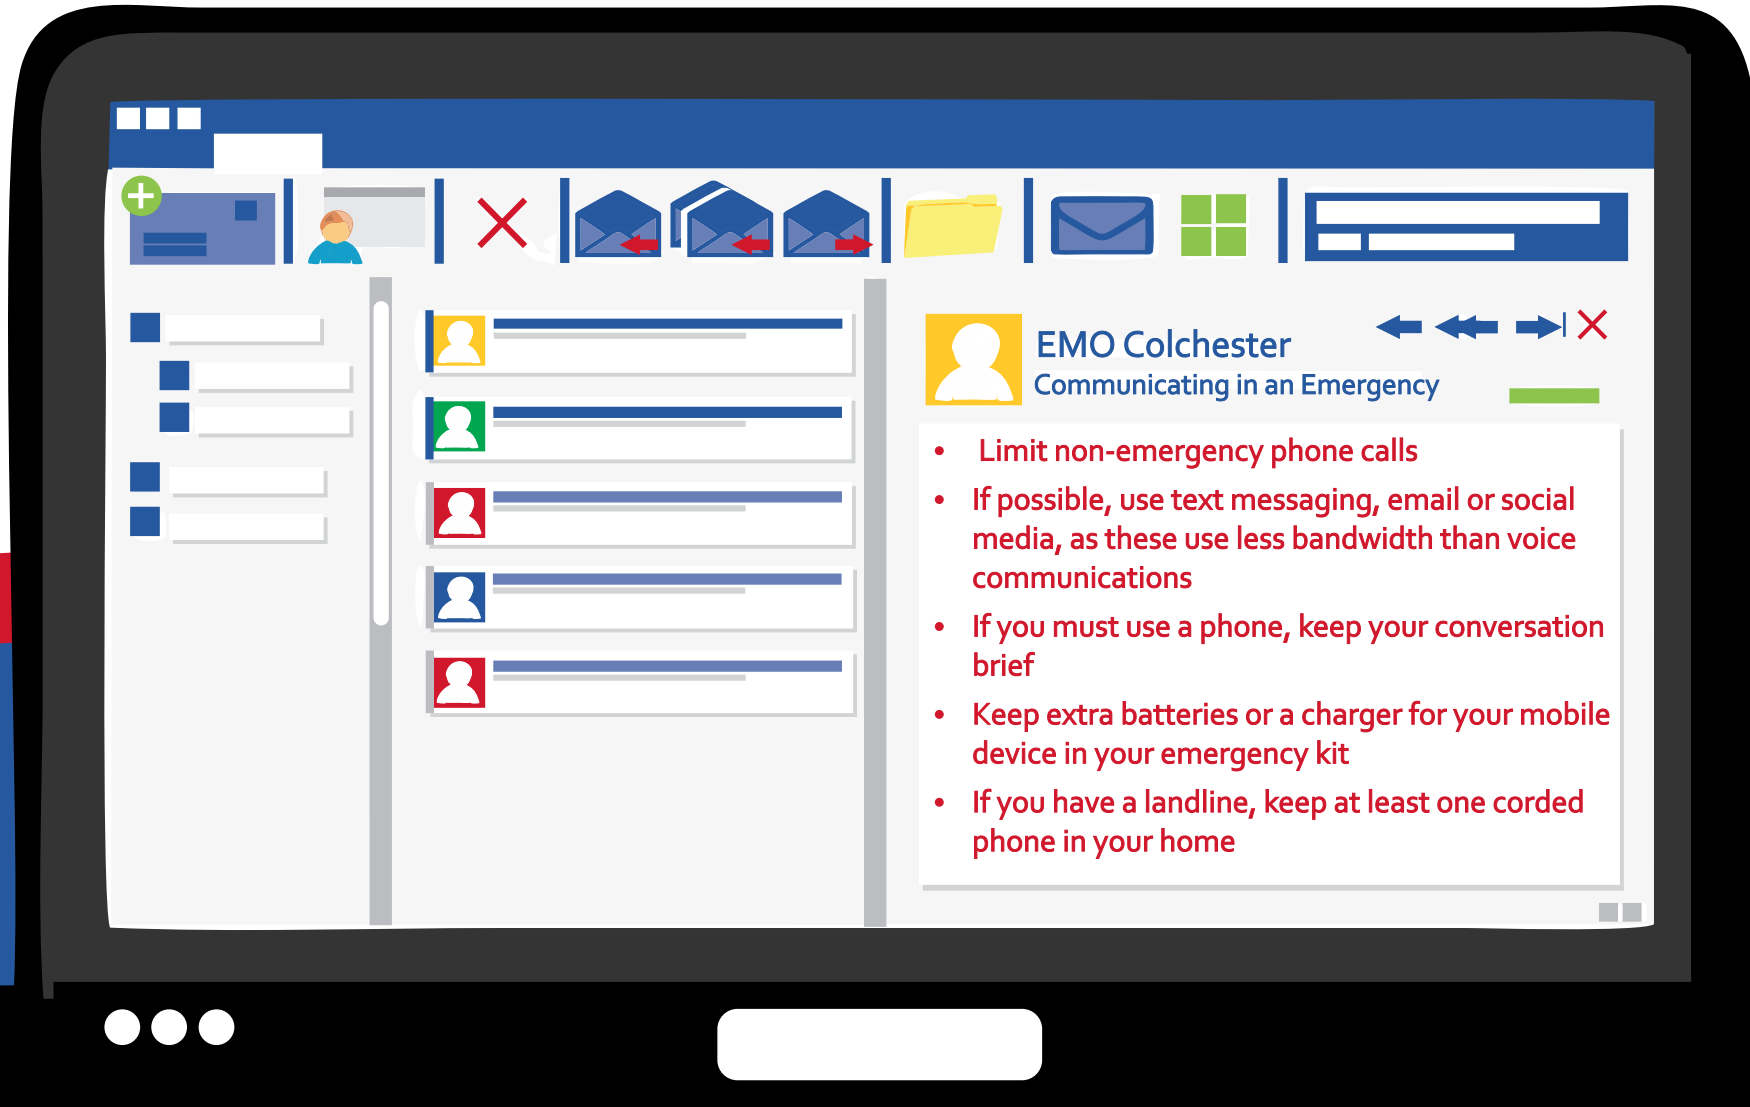 EMO Colchester
Communicating in an Emergency
• Limit non-emergency phone calls
• If possible, use text messaging, email or social
media, as these use less bandwidth than voice
communications
• If you must use a phone, keep your conversation
brief
• Keep extra batteries or a charger for your mobile
device in your emergency kit
• If you have a landline, keep at least one corded
phone in your home